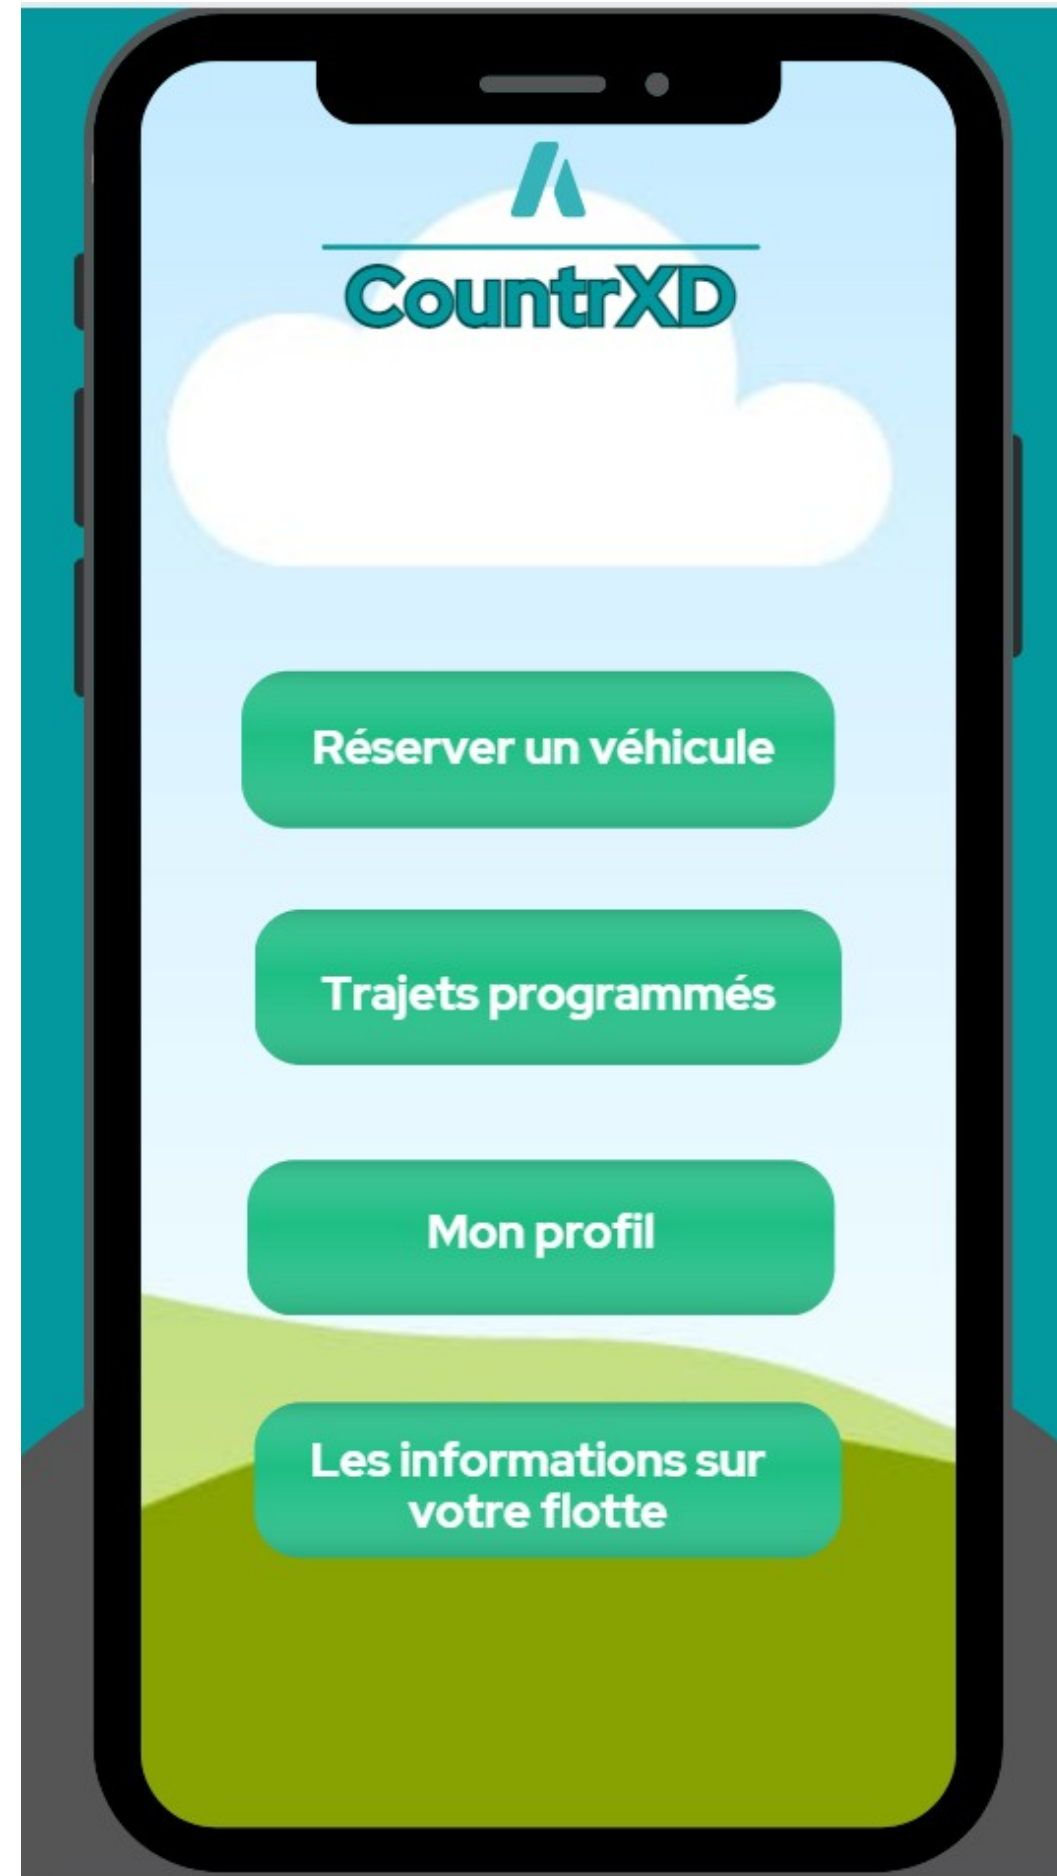 CountrXD
Réserver un véhicule
Trajets programmés
Mon profil
Les informations sur
votre flotte